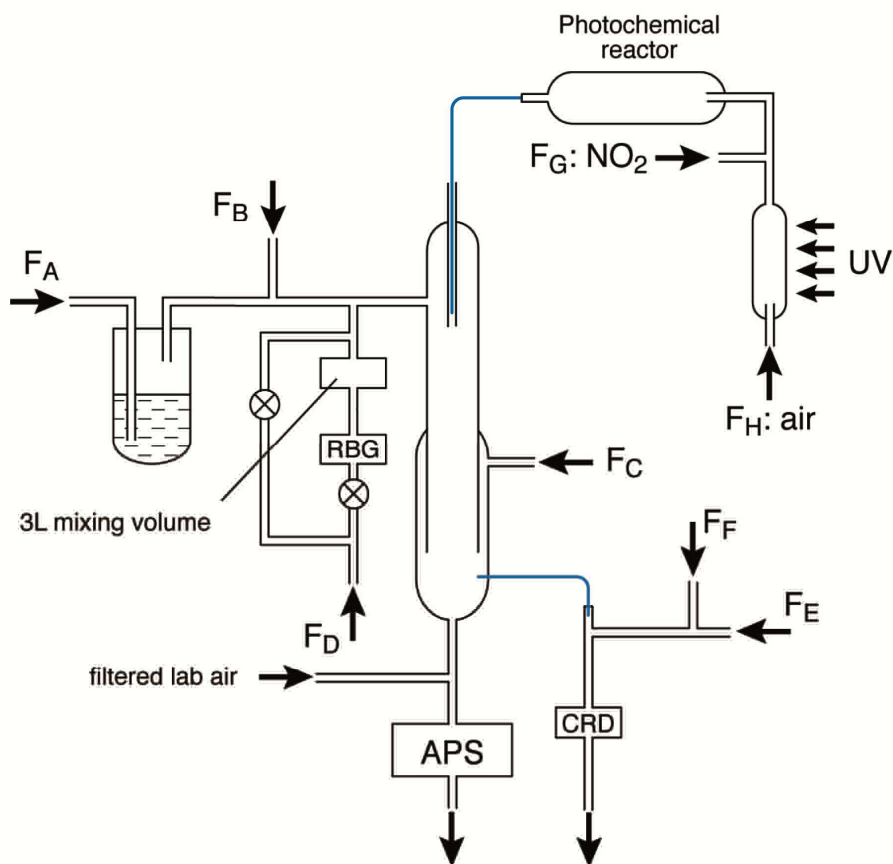 Photochemical
reactor
F_G: NO₂
F_B
F_A
UV
F_H: air
RBG
F_C
3L mixing volume
F_F
F_D
F_E
filtered lab air
CRD
APS